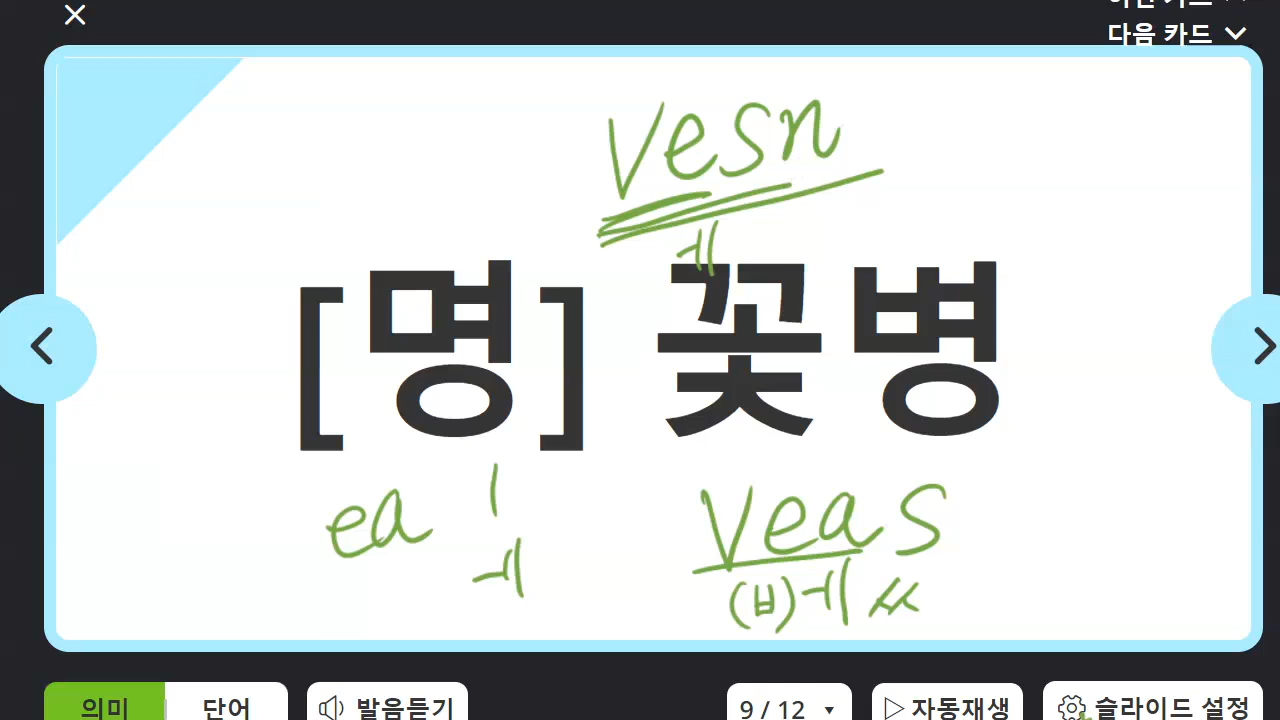 다음 카드
vesn
ㅔ
[명] 꽃병
ea ㅣ
ㅔ
veas
(ㅂ)ㅔ ㅆ
의미 단어 발음듣기 9 / 12 자동재생 슬라이드 설정